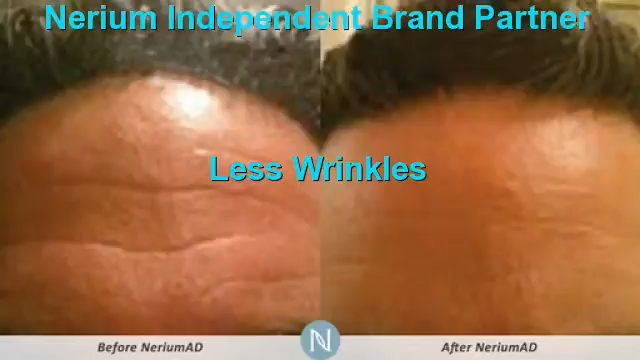 Nerium Independent Brand Partner
Less Wrinkles
Before NeriumAD
N
After NeriumAD